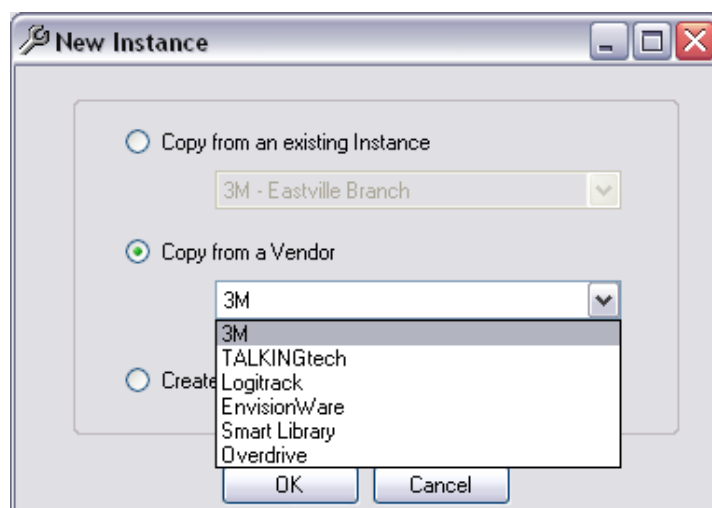 New Instance
Copy from an existing Instance
3M - Eastville Branch
Copy from a Vendor
3M
3M
TALKINGtech
Create
Logitrack
EnvisionWare
Smart Library
Overdrive
OK
Cancel